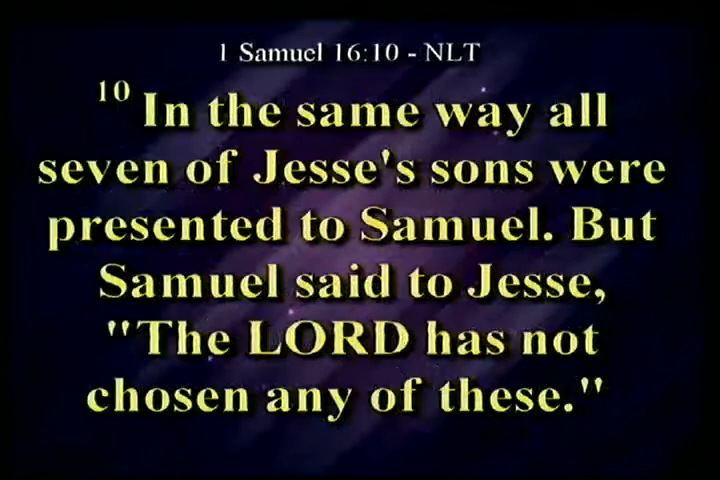 1 Samuel 16:10 - NLT
10 In the same way all
seven of Jesse's sons were
presented to Samuel. But
Samuel said to Jesse,
"The LORD has not
chosen any of these."